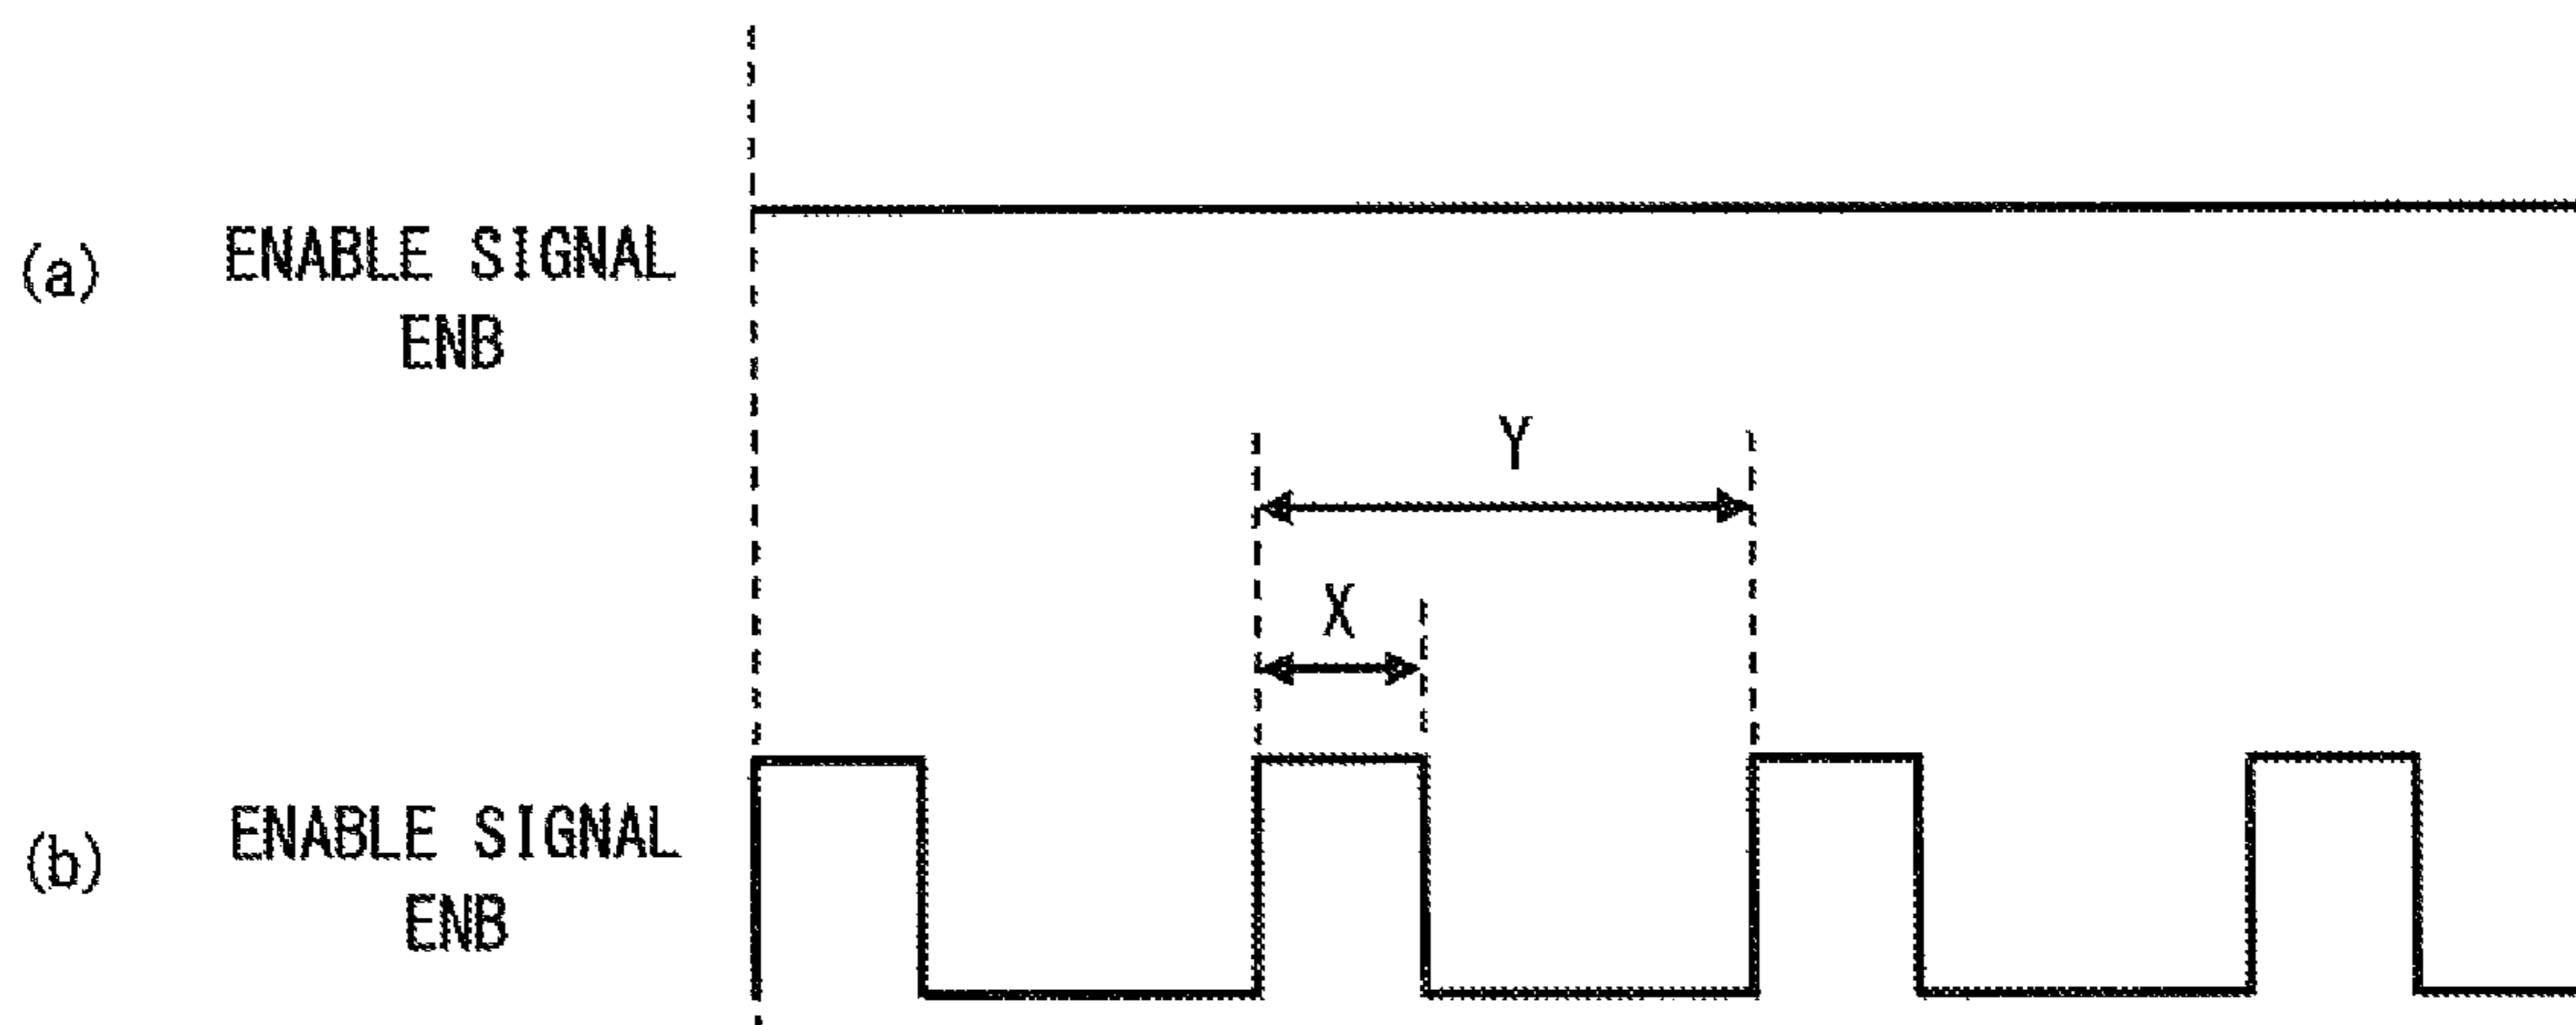 (a) ENABLE SIGNAL
ENB
Y
X
(b) ENABLE SIGNAL
ENB